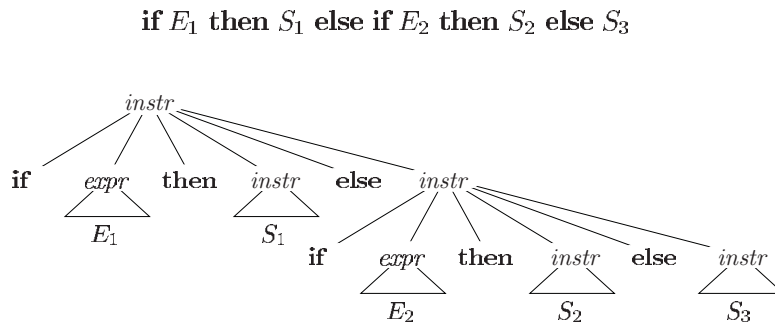 if E₁ then S₁ else if E₂ then S₂ else S₃
instr
if expr then instr else instr
E₁ S₁
if expr then instr else instr
E₂ S₂ S₃